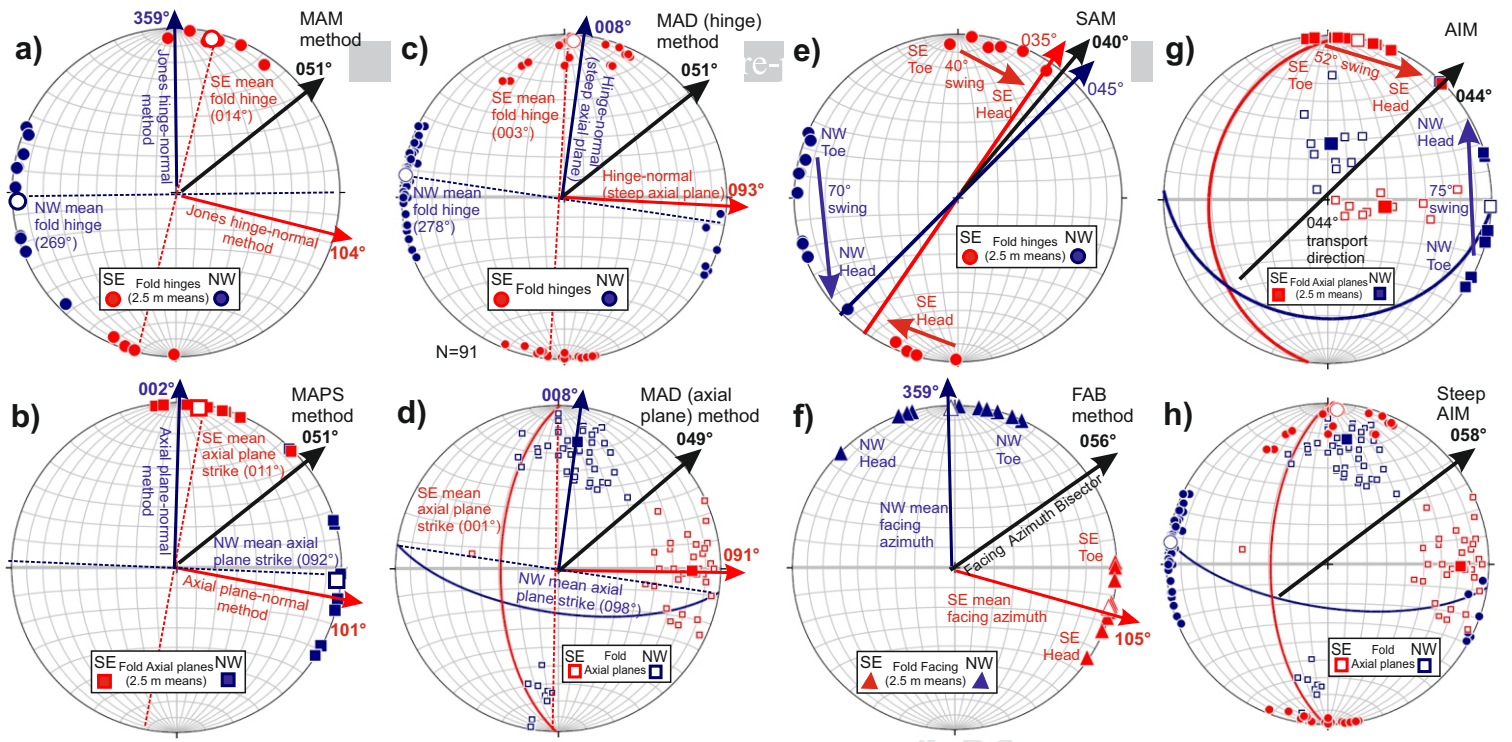 a)
359°
MAM
method
051°
Jones hinge-normal
method
SE mean
fold hinge
(014°)
NW mean
fold hinge
(269°)
Jones hinge-normal
method
104°
SE Fold hinges NW
(2.5 m means)
c)
008°
MAD (hinge)
method
051°
SE mean
fold hinge
(003°)
Hinge-normal
(steep axial plane)
Hinge-normal
(steep axial plane)
093°
NW mean
fold hinge
(278°)
SE Fold hinges NW
N=91
e)
SAM
035°
040°
045°
SE
Toe
40°
swing
SE
Head
NW
Toe
70°
swing
NW
Head
SE
Head
SE Fold hinges NW
(2.5 m means)
g)
AIM
52° swing
SE
Toe
SE
Head
044°
NW
Head
75°
swing
044°
transport
direction
NW
Toe
SE Fold Axial planes NW
(2.5 m means)
b)
002°
MAPS
method
051°
Axial plane-normal
method
SE mean
axial plane
strike (011°)
NW mean axial
plane strike (092°)
Axial plane-normal
method
101°
SE Fold Axial planes NW
(2.5 m means)
d)
008°
MAD (axial
plane) method
049°
SE mean
axial plane
strike (001°)
091°
NW mean axial
plane strike (098°)
SE Fold NW
Axial planes
f)
359°
FAB
method
056°
NW
Head
NW
Toe
NW mean
facing
azimuth
Facing Azimuth Bisector
SE
Toe
SE mean
facing azimuth
105°
SE
Head
SE Fold Facing NW
(2.5 m means)
h)
Steep
AIM
058°
SE Fold NW
Axial planes